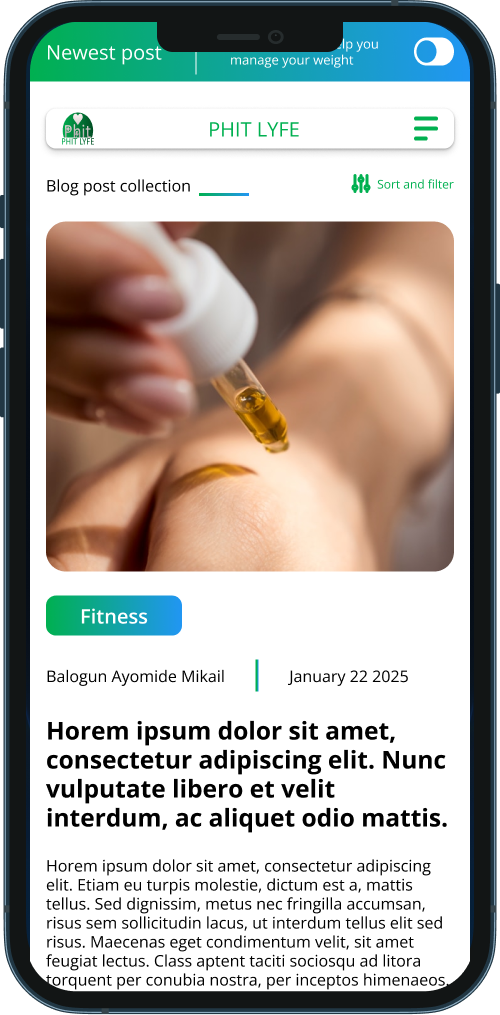 Newest post
help you
manage your weight
Phit
PHIT LYFE
PHIT LYFE
Blog post collection
Sort and filter
Fitness
Balogun Ayomide Mikail
January 22 2025
Horem ipsum dolor sit amet,
consectetur adipiscing elit. Nunc
vulputate libero et velit
interdum, ac aliquet odio mattis.
Horem ipsum dolor sit amet, consectetur adipiscing
elit. Etiam eu turpis molestie, dictum est a, mattis
tellus. Sed dignissim, metus nec fringilla accumsan,
risus sem sollicitudin lacus, ut interdum tellus elit sed
risus. Maecenas eget condimentum velit, sit amet
feugiat lectus. Class aptent taciti sociosqu ad litora
torquent per conubia nostra, per inceptos himenaeos.